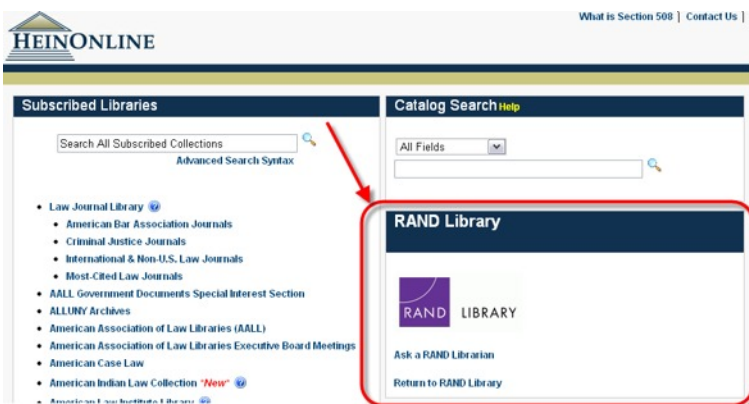 What is Section 508 ] Contact Us ]
HEINONLINE
Subscribed Libraries
Search All Subscribed Collections
Advanced Search Syntax
Law Journal Library
American Bar Association Journals
Criminal Justice Journals
International & Non-U.S. Law Journals
Most-Cited Law Journals
AALL Government Documents Special Interest Section
ALLUNY Archives
American Association of Law Libraries (AALL)
American Association of Law Libraries Executive Board Meetings
American Case Law
American Indian Law Collection *New*
American Law Institute Library
Catalog Search Help
All Fields
RAND Library
RAND LIBRARY
Ask a RAND Librarian
Return to RAND Library